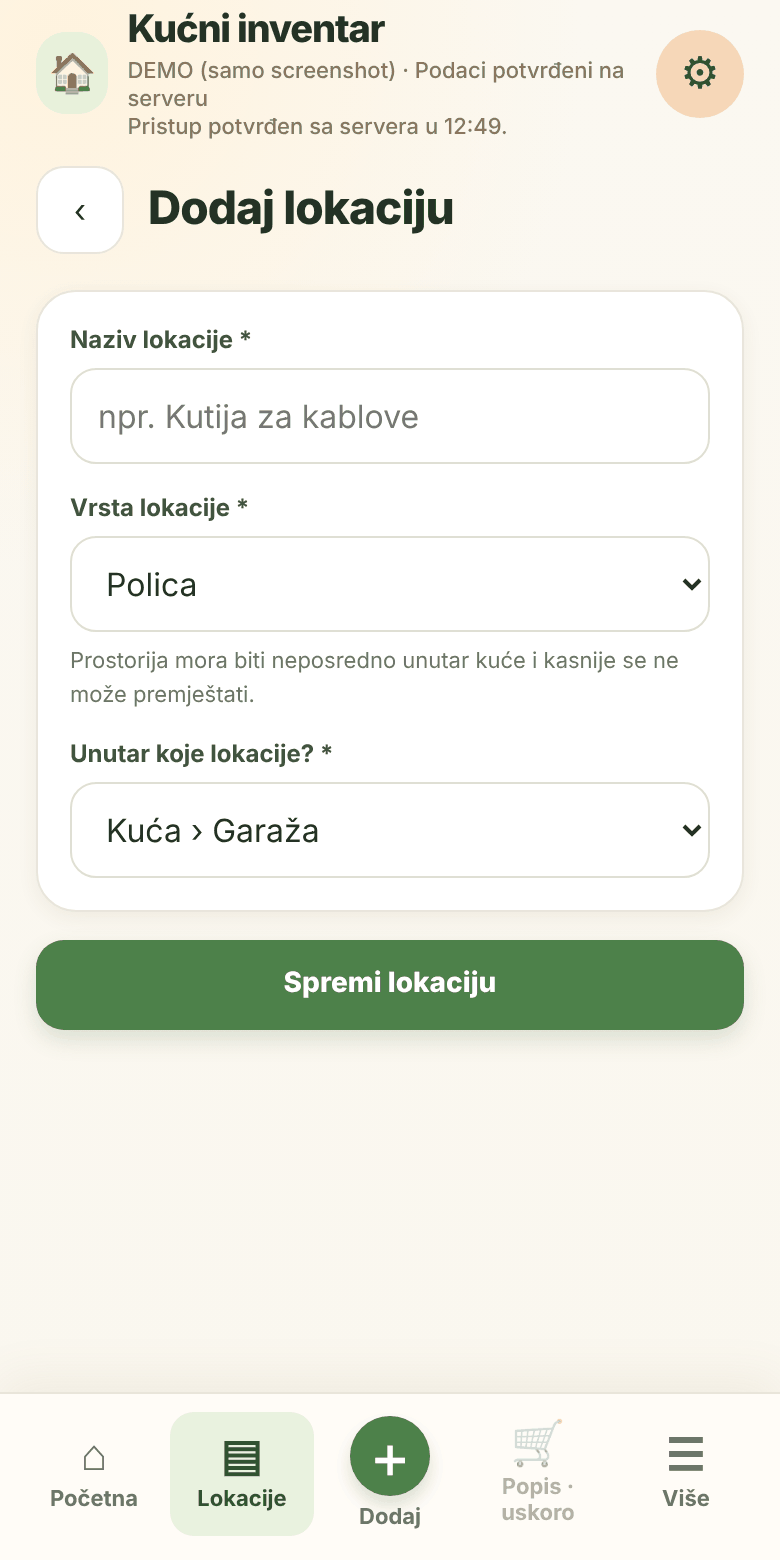 Kućni inventar
DEMO (samo screenshot) · Podaci potvrđeni na
serveru
Pristup potvrđen sa servera u 12:49.
‹
Dodaj lokaciju
Naziv lokacije *
npr. Kutija za kablove
Vrsta lokacije *
Polica
Prostorija mora biti neposredno unutar kuće i kasnije se ne
može premještati.
Unutar koje lokacije? *
Kuća › Garaža
Spremi lokaciju
Početna
Lokacije
Dodaj
Popis ·
uskoro
Više